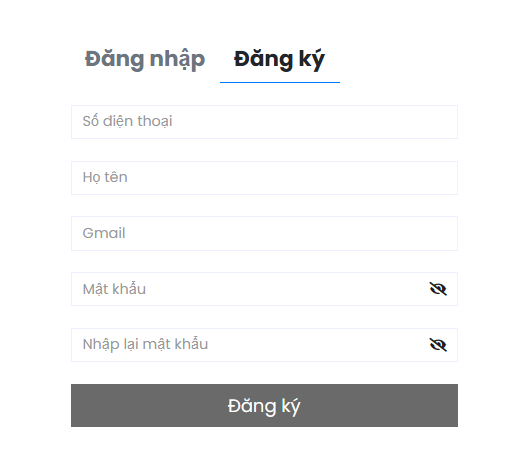 Đăng nhập Đăng ký
Số điện thoại
Họ tên
Gmail
Mật khẩu
Nhập lại mật khẩu
Đăng ký